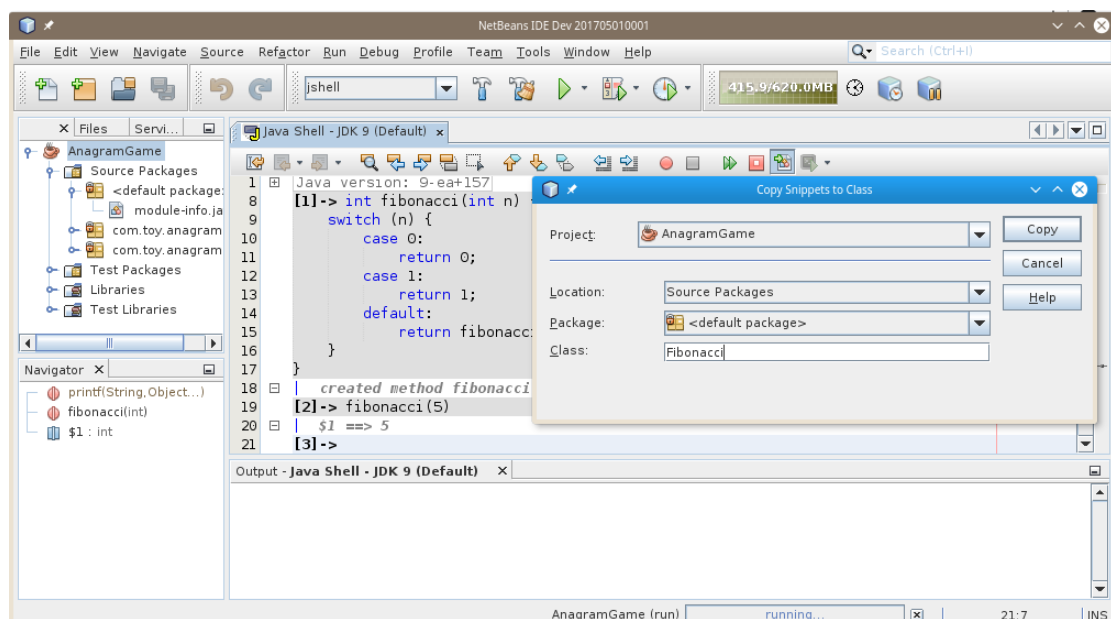 NetBeans IDE Dev 201705010001
File Edit View Navigate Source Refactor Run Debug Profile Team Tools Window Help
Search (Ctrl+I)
jshell
415.9/620.0MB
Files Servi...
AnagramGame
Source Packages
<default package
module-info.ja
com.toy.anagram
com.toy.anagram
Test Packages
Libraries
Test Libraries
Navigator
printf(String,Object...)
fibonacci(int)
$1 : int
Java Shell - JDK 9 (Default)
1 Java version: 9-ea+157
8 [1]-> int fibonacci(int n)
9 switch (n) {
10 case 0:
11 return 0;
12 case 1:
13 return 1;
14 default:
15 return fibonacc
16 }
17 }
18 | created method fibonacci
19 [2]-> fibonacci(5)
20 | $1 ==> 5
21 [3]->
Copy Snippets to Class
Project: AnagramGame
Location: Source Packages
Package: <default package>
Class: Fibonacci
Copy
Cancel
Help
Output - Java Shell - JDK 9 (Default)
AnagramGame (run) running... 21:7 INS